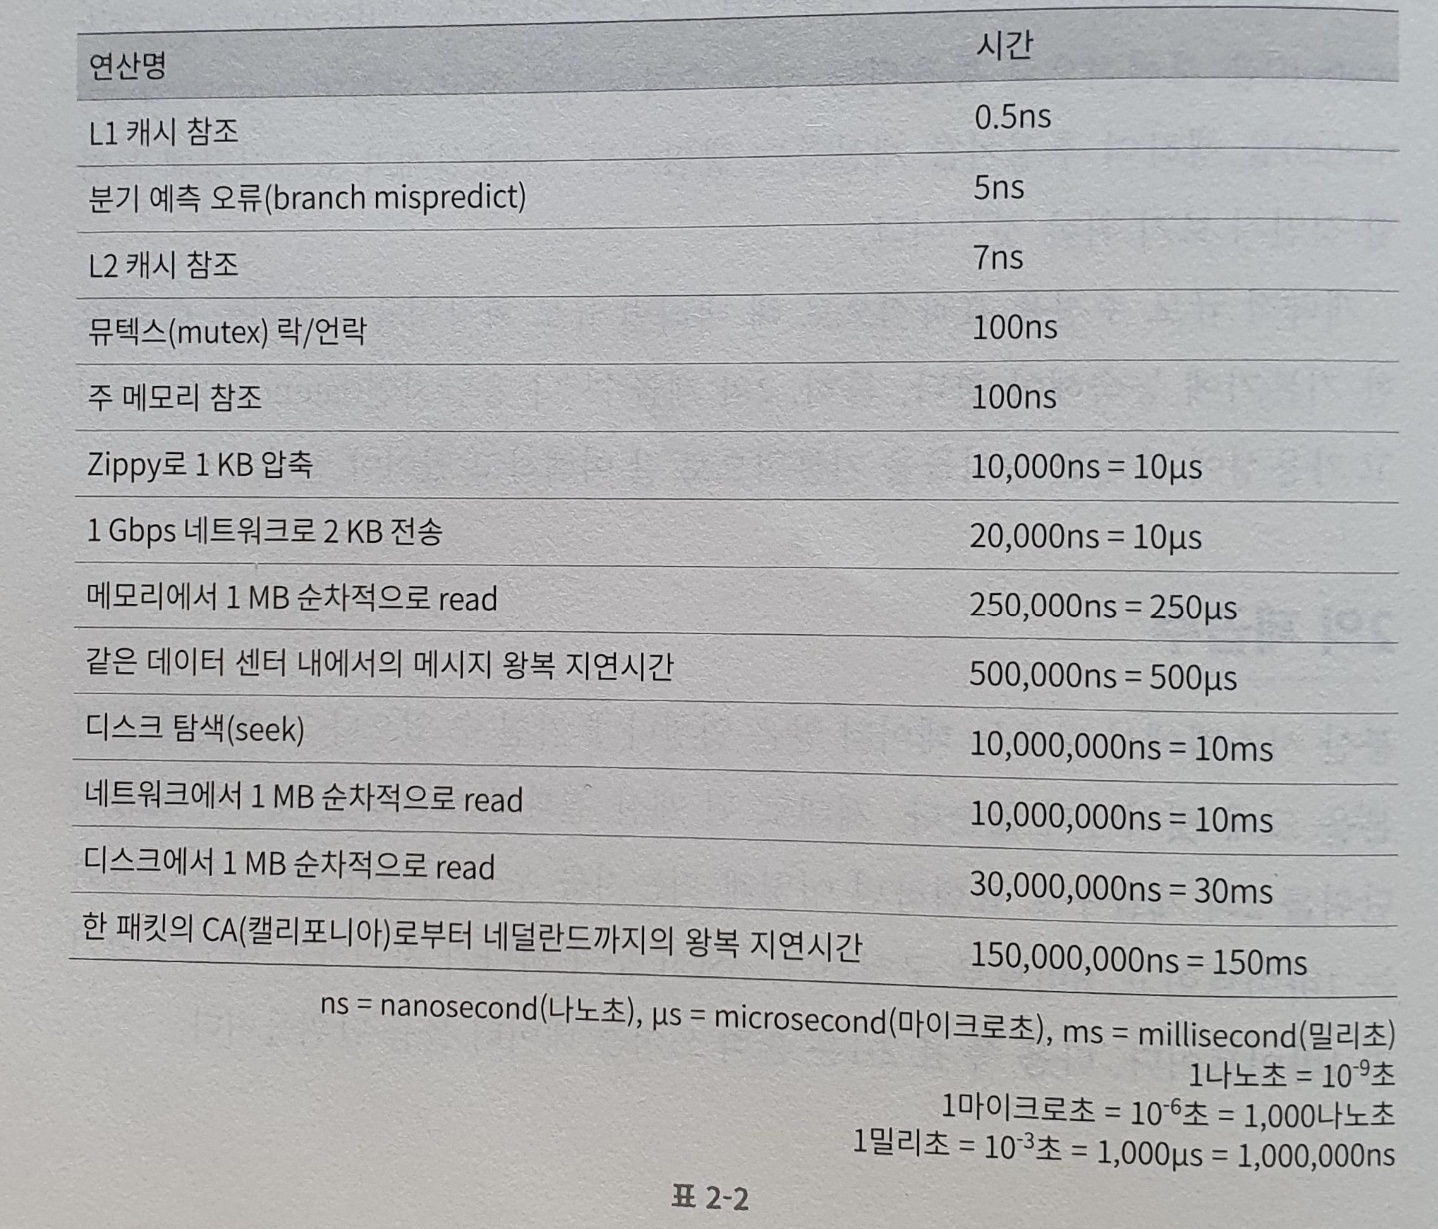 연산명 시간
L1 캐시 참조 0.5ns
분기 예측 오류(branch mispredict) 5ns
L2 캐시 참조 7ns
뮤텍스(mutex) 락/언락 100ns
주 메모리 참조 100ns
Zippy로 1 KB 압축 10,000ns = 10μs
1 Gbps 네트워크로 2 KB 전송 20,000ns = 10μs
메모리에서 1 MB 순차적으로 read 250,000ns = 250μs
같은 데이터 센터 내에서의 메시지 왕복 지연시간 500,000ns = 500μs
디스크 탐색(seek) 10,000,000ns = 10ms
네트워크에서 1 MB 순차적으로 read 10,000,000ns = 10ms
디스크에서 1 MB 순차적으로 read 30,000,000ns = 30ms
한 패킷의 CA(캘리포니아)로부터 네덜란드까지의 왕복 지연시간 150,000,000ns = 150ms
ns = nanosecond(나노초), μs = microsecond(마이크로초), ms = millisecond(밀리초)
1나노초 = 10⁻⁹초
1마이크로초 = 10⁻⁶초 = 1,000나노초
1밀리초 = 10⁻³초 = 1,000μs = 1,000,000ns
표 2-2